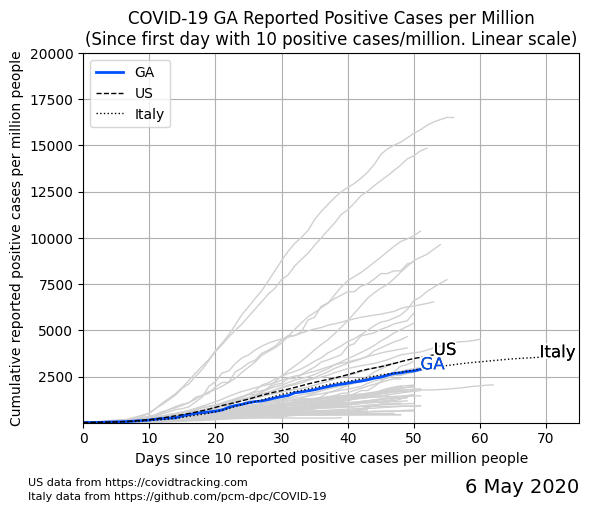 COVID-19 GA Reported Positive Cases per Million
(Since first day with 10 positive cases/million. Linear scale)
Cumulative reported positive cases per million people
20000
17500
15000
12500
10000
7500
5000
2500
GA
US
Italy
US
GA
Italy
0 10 20 30 40 50 60 70
Days since 10 reported positive cases per million people
US data from https://covidtracking.com
Italy data from https://github.com/pcm-dpc/COVID-19
6 May 2020